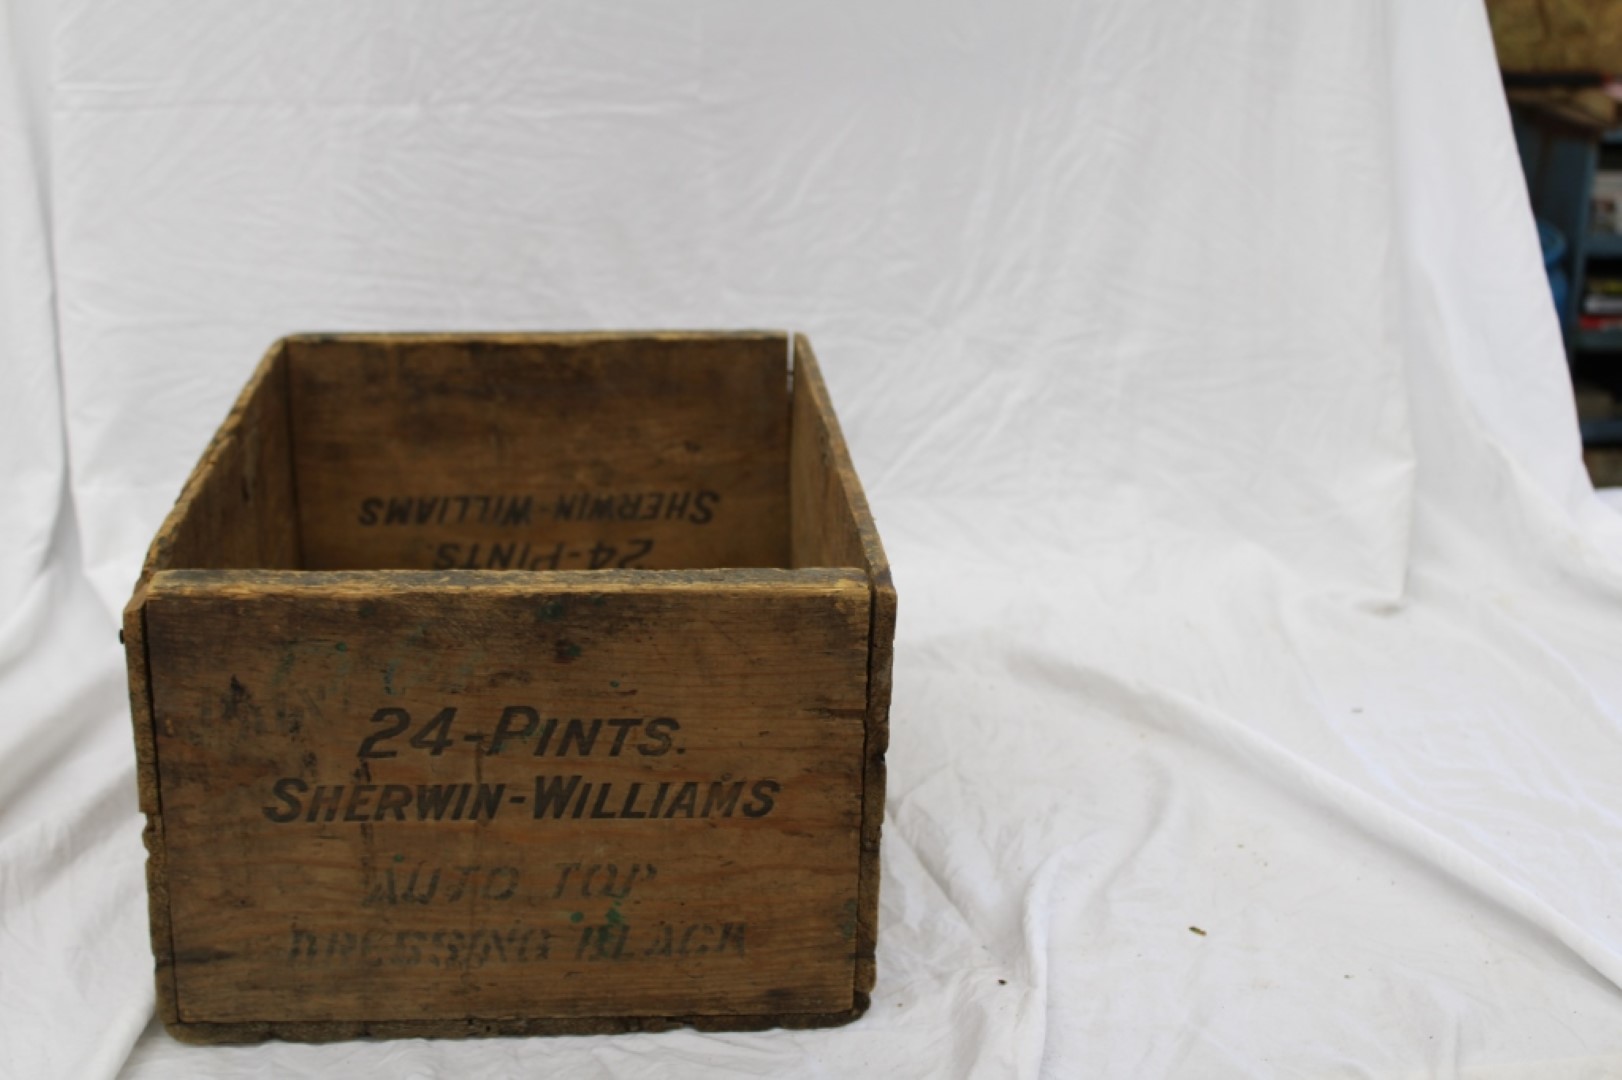 SHERWIN-WILLIAMS
24-PINTS.
24-PINTS.
SHERWIN-WILLIAMS
AUTO TOP
DRESSING BLACK